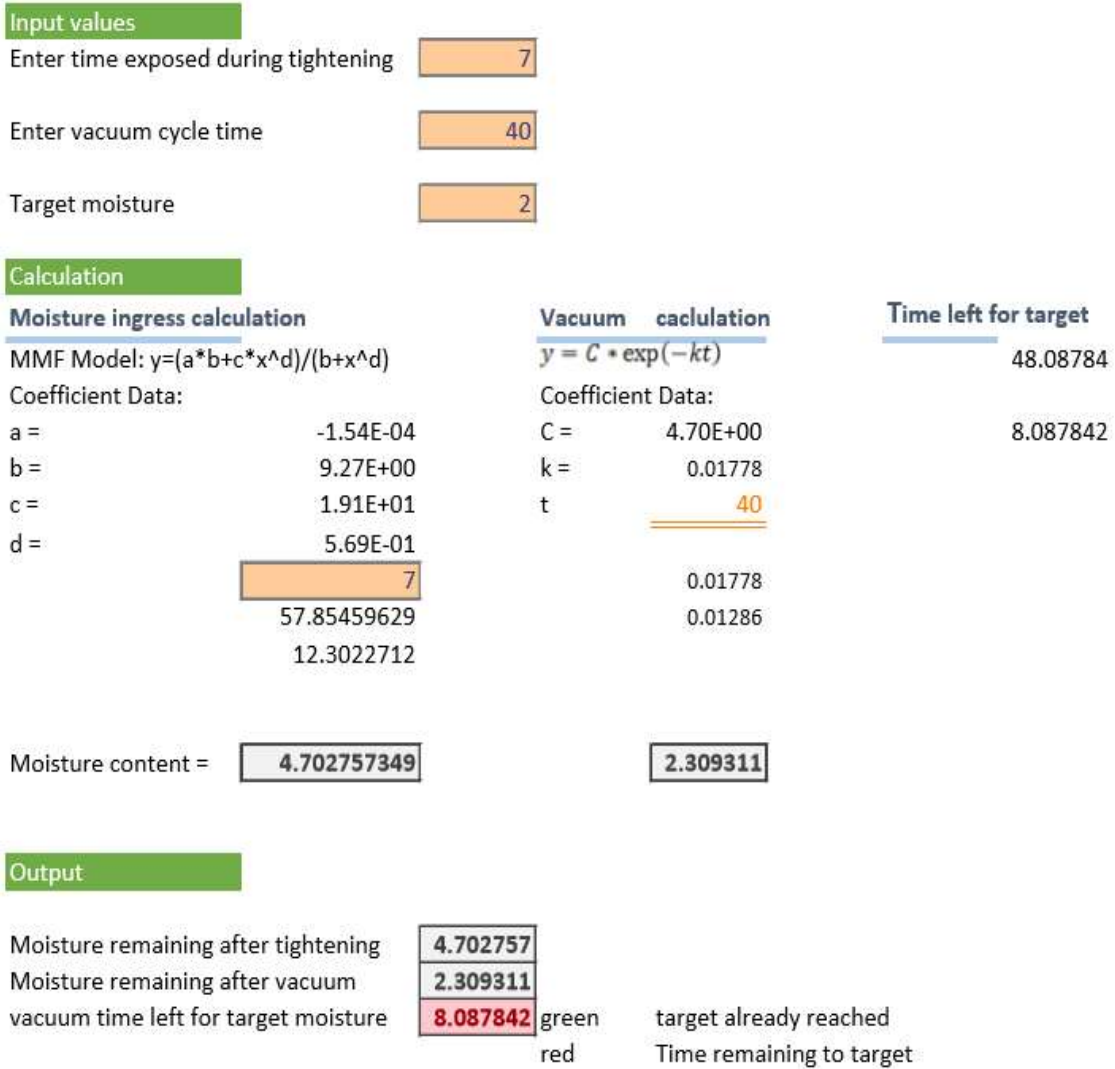 Input values
Enter time exposed during tightening 7
Enter vacuum cycle time 40
Target moisture 2
Calculation
Moisture ingress calculation Vacuum caclulation Time left for target
MMF Model: y=(a*b+c*x^d)/(b+x^d) y = C * exp(−kt) 48.08784
Coefficient Data: Coefficient Data:
a = -1.54E-04 C = 4.70E+00 8.087842
b = 9.27E+00 k = 0.01778
c = 1.91E+01 t 40
d = 5.69E-01
7 0.01778
57.85459629 0.01286
12.3022712
Moisture content = 4.702757349 2.309311
Output
Moisture remaining after tightening 4.702757
Moisture remaining after vacuum 2.309311
vacuum time left for target moisture 8.087842 green target already reached
red Time remaining to target